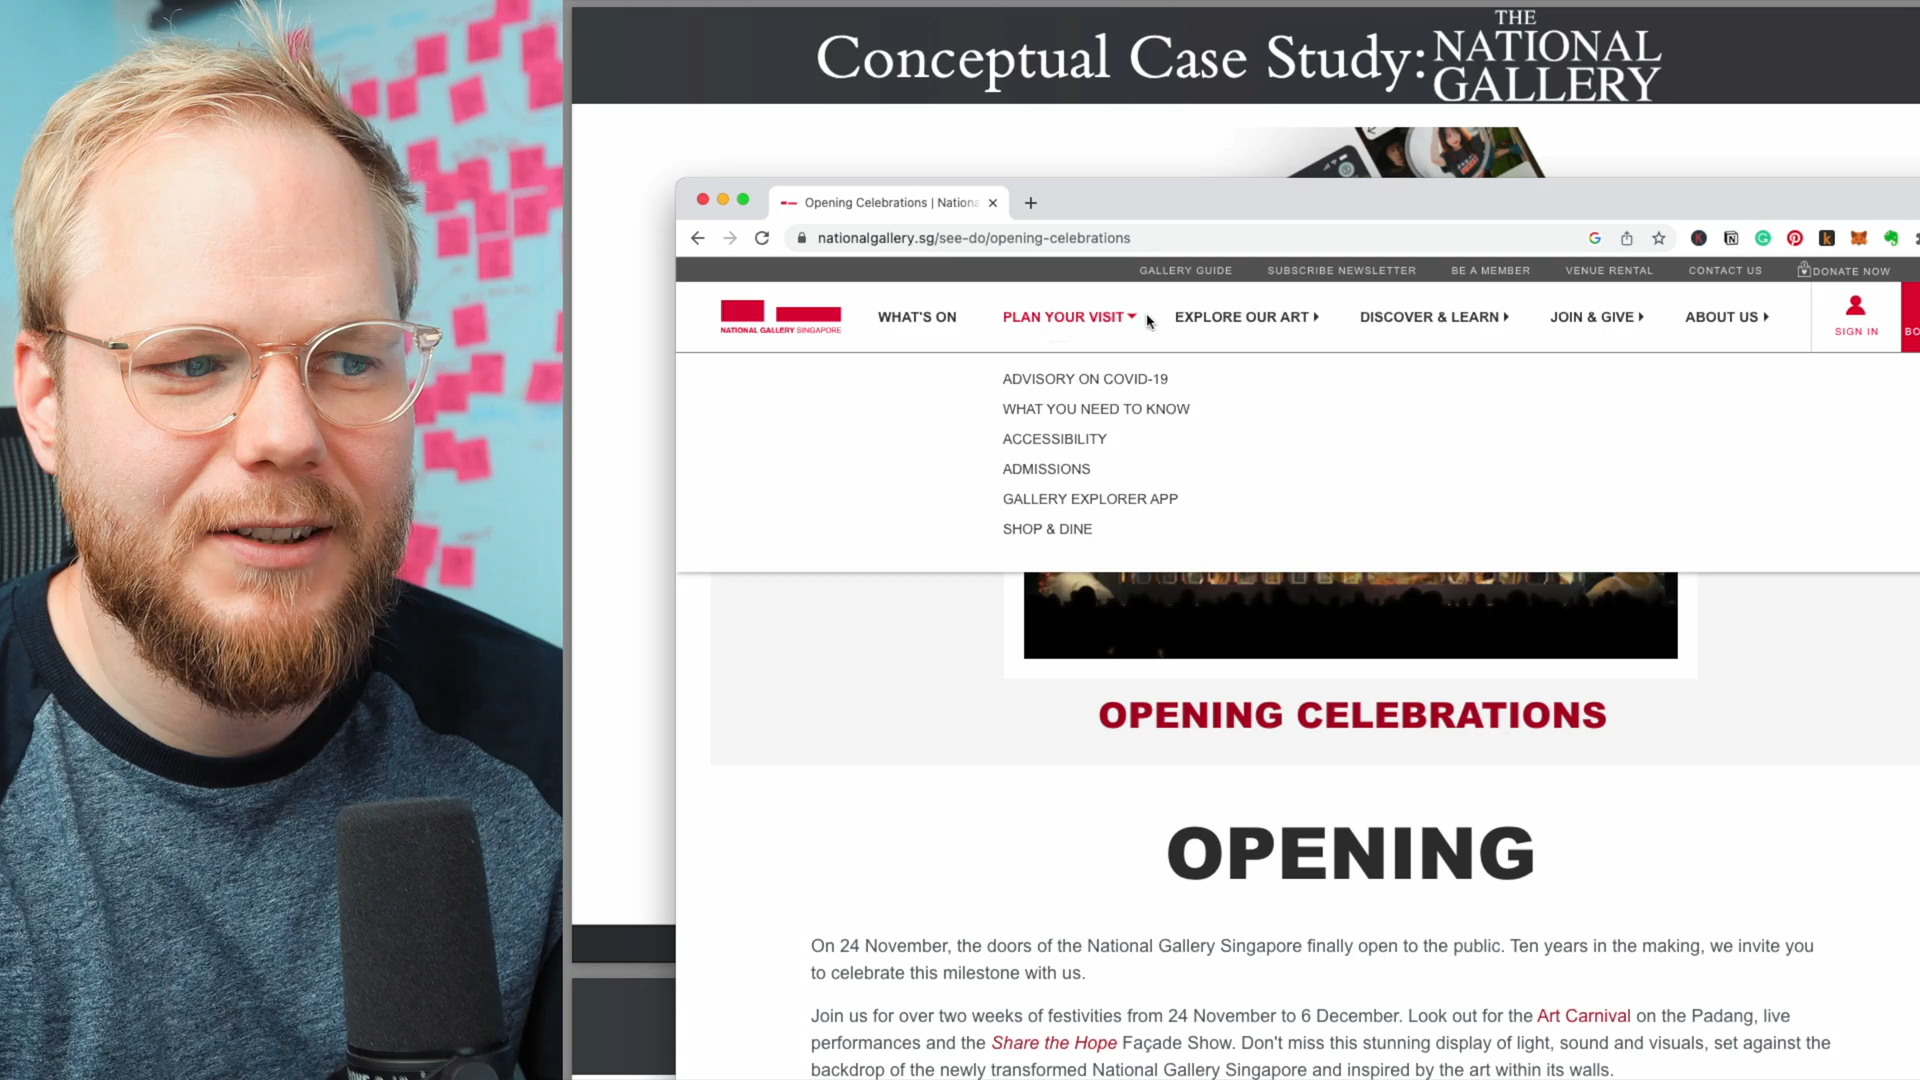 Conceptual Case Study:
THE
NATIONAL
GALLERY
Opening Celebrations | Nationa
nationalgallery.sg/see-do/opening-celebrations
GALLERY GUIDE
SUBSCRIBE NEWSLETTER
BE A MEMBER
VENUE RENTAL
CONTACT US
DONATE NOW
NATIONAL GALLERY SINGAPORE
WHAT'S ON
PLAN YOUR VISIT
EXPLORE OUR ART
DISCOVER & LEARN
JOIN & GIVE
ABOUT US
SIGN IN
BO
ADVISORY ON COVID-19
WHAT YOU NEED TO KNOW
ACCESSIBILITY
ADMISSIONS
GALLERY EXPLORER APP
SHOP & DINE
OPENING CELEBRATIONS
OPENING
On 24 November, the doors of the National Gallery Singapore finally open to the public. Ten years in the making, we invite you
to celebrate this milestone with us.
Join us for over two weeks of festivities from 24 November to 6 December. Look out for the Art Carnival on the Padang, live
performances and the Share the Hope Façade Show. Don't miss this stunning display of light, sound and visuals, set against the
backdrop of the newly transformed National Gallery Singapore and inspired by the art within its walls.